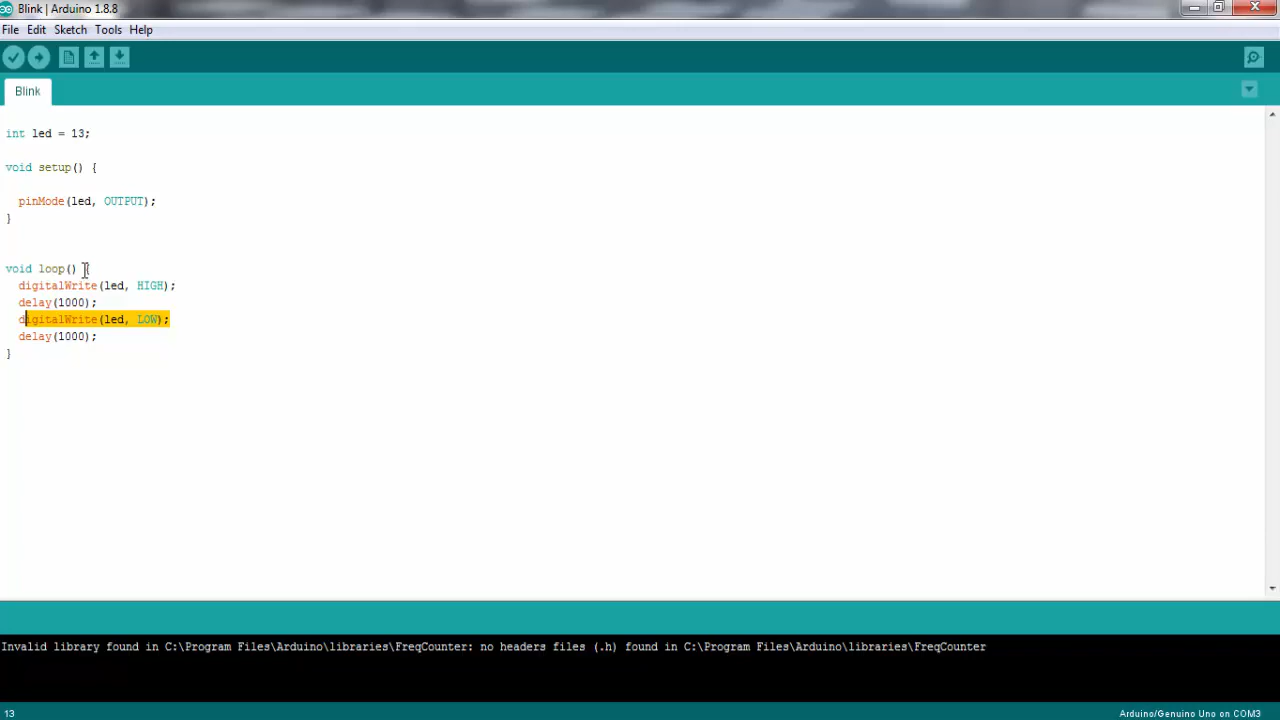 Blink | Arduino 1.8.8
File Edit Sketch Tools Help
Blink
int led = 13;
void setup() {
pinMode(led, OUTPUT);
}
void loop() {
digitalWrite(led, HIGH);
delay(1000);
digitalWrite(led, LOW);
delay(1000);
}
Invalid library found in C:\Program Files\Arduino\libraries\FreqCounter: no headers files (.h) found in C:\Program Files\Arduino\libraries\FreqCounter
13 Arduino/Genuino Uno on COM3